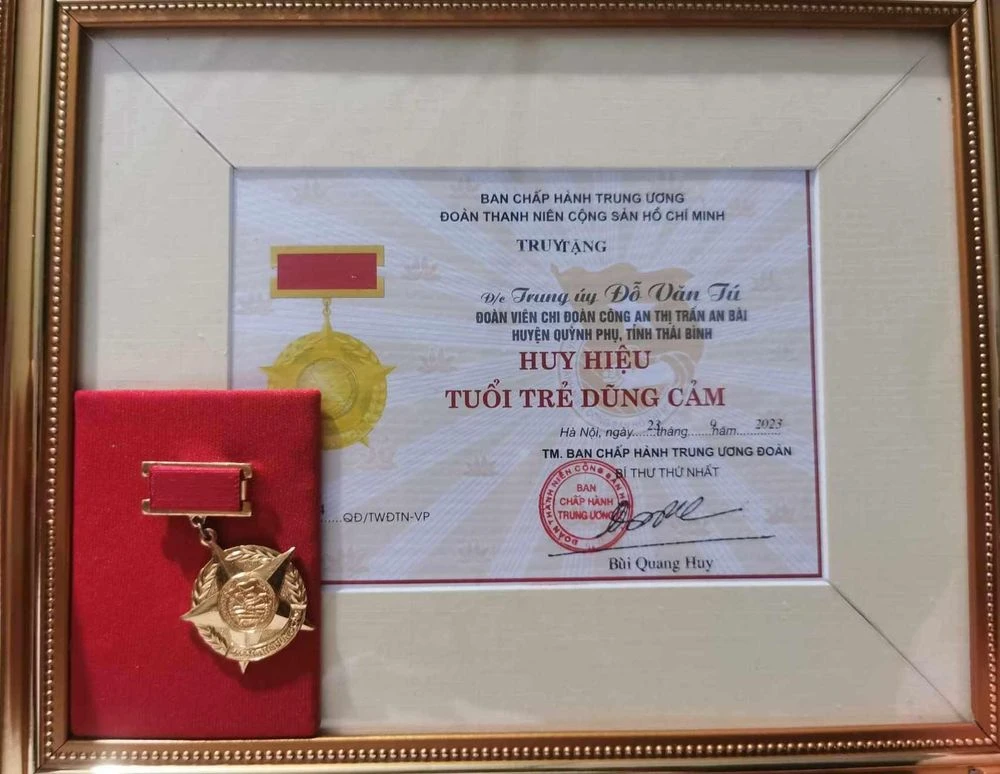 BAN CHẤP HÀNH TRUNG ƯƠNG
ĐOÀN THANH NIÊN CỘNG SẢN HỒ CHÍ MINH
TRUY TẶNG
Đ/c Trung úy Đỗ Văn Tú
ĐOÀN VIÊN CHI ĐOÀN CÔNG AN THỊ TRẤN AN BÀI
HUYỆN QUỲNH PHỤ, TỈNH THÁI BÌNH
HUY HIỆU
TUỔI TRẺ DŨNG CẢM
Hà Nội, ngày 23 tháng 9 năm 2023
TM. BAN CHẤP HÀNH TRUNG ƯƠNG ĐOÀN
BÍ THƯ THỨ NHẤT
BAN
CHẤP HÀNH
TRUNG ƯƠNG
QĐ/TWĐTN-VP
Bùi Quang Huy